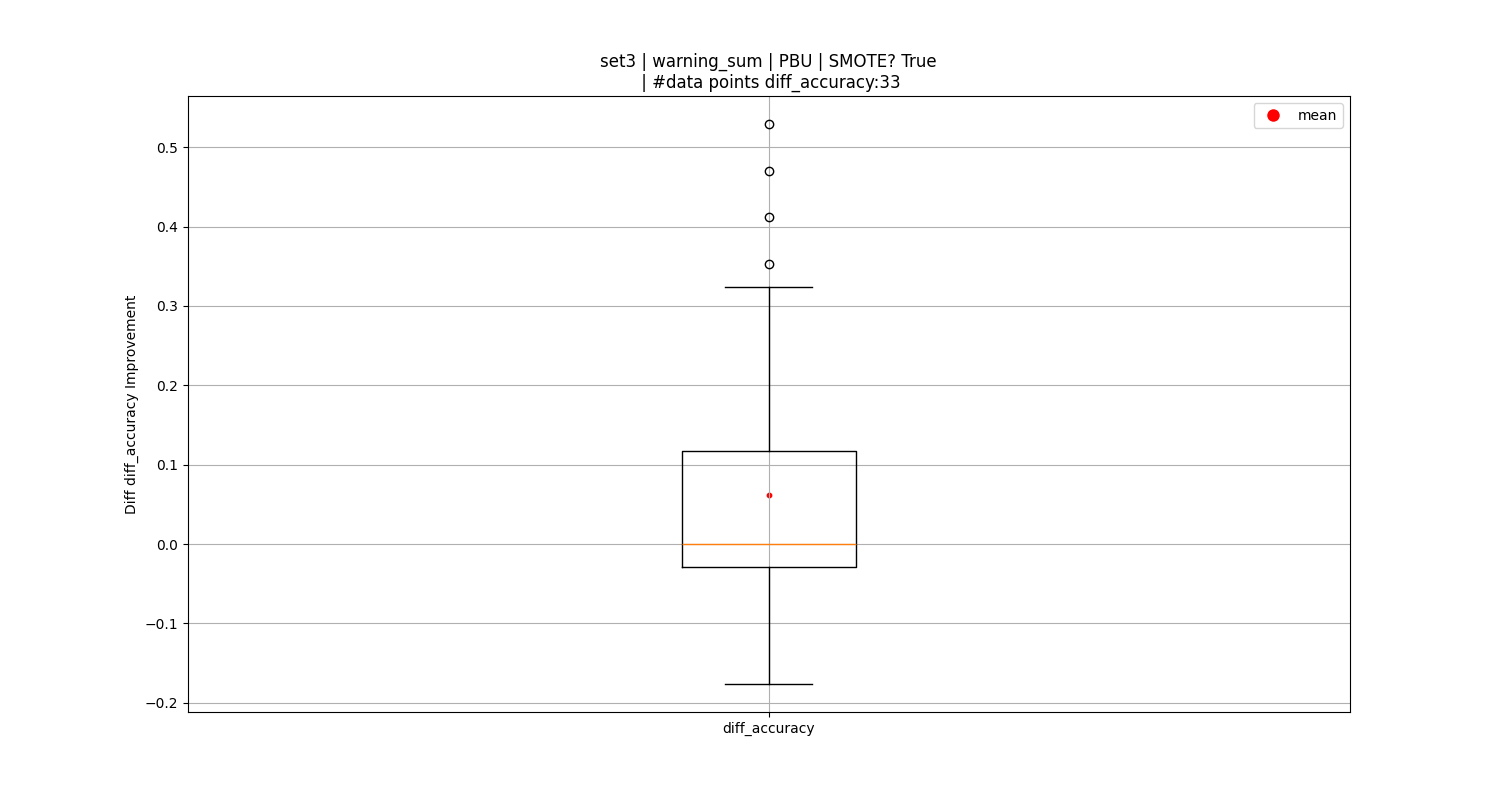 set3 | warning_sum | PBU | SMOTE? True
| #data points diff_accuracy:33
mean
0.5
0.4
0.3
0.2
0.1
0.0
−0.1
−0.2
Diff diff_accuracy Improvement
diff_accuracy